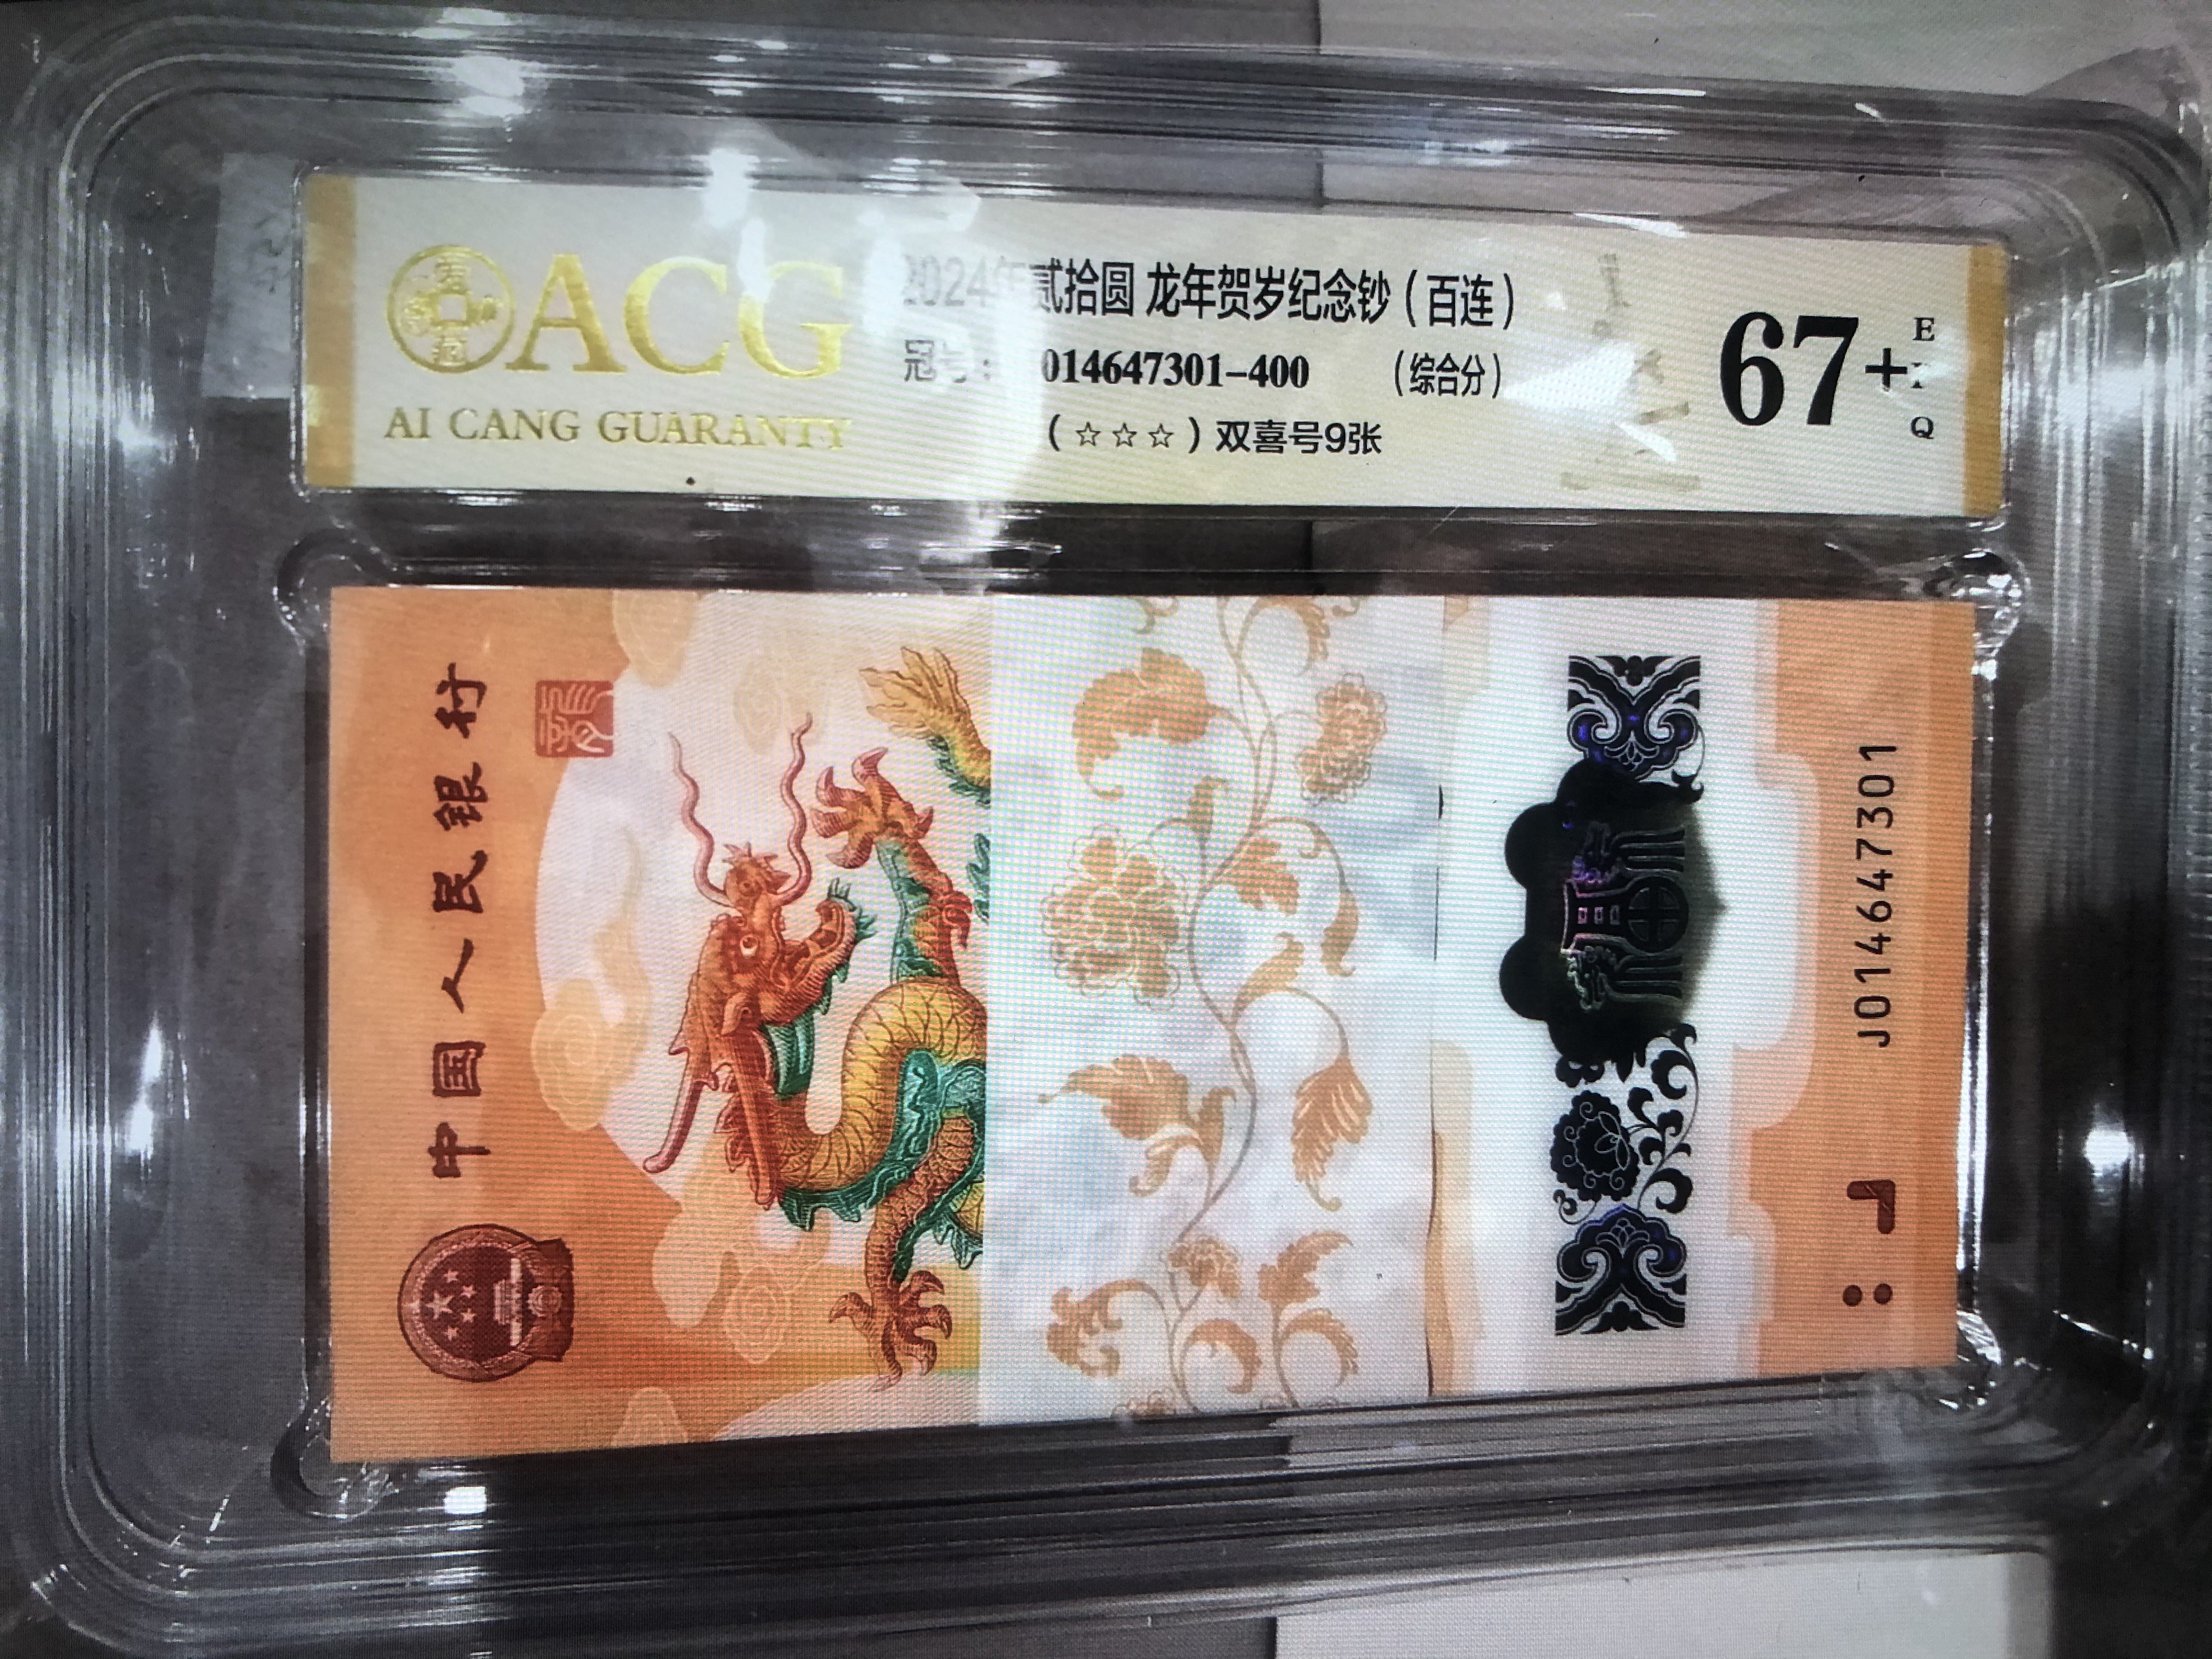 ACG
AI CANG GUARANTY
2024年贰拾圆 龙年贺岁纪念钞(百连)
冠号: 014647301-400 (综合分)
(☆☆☆)双喜号9张
67+
E
Q
中国人民银行
J014647301